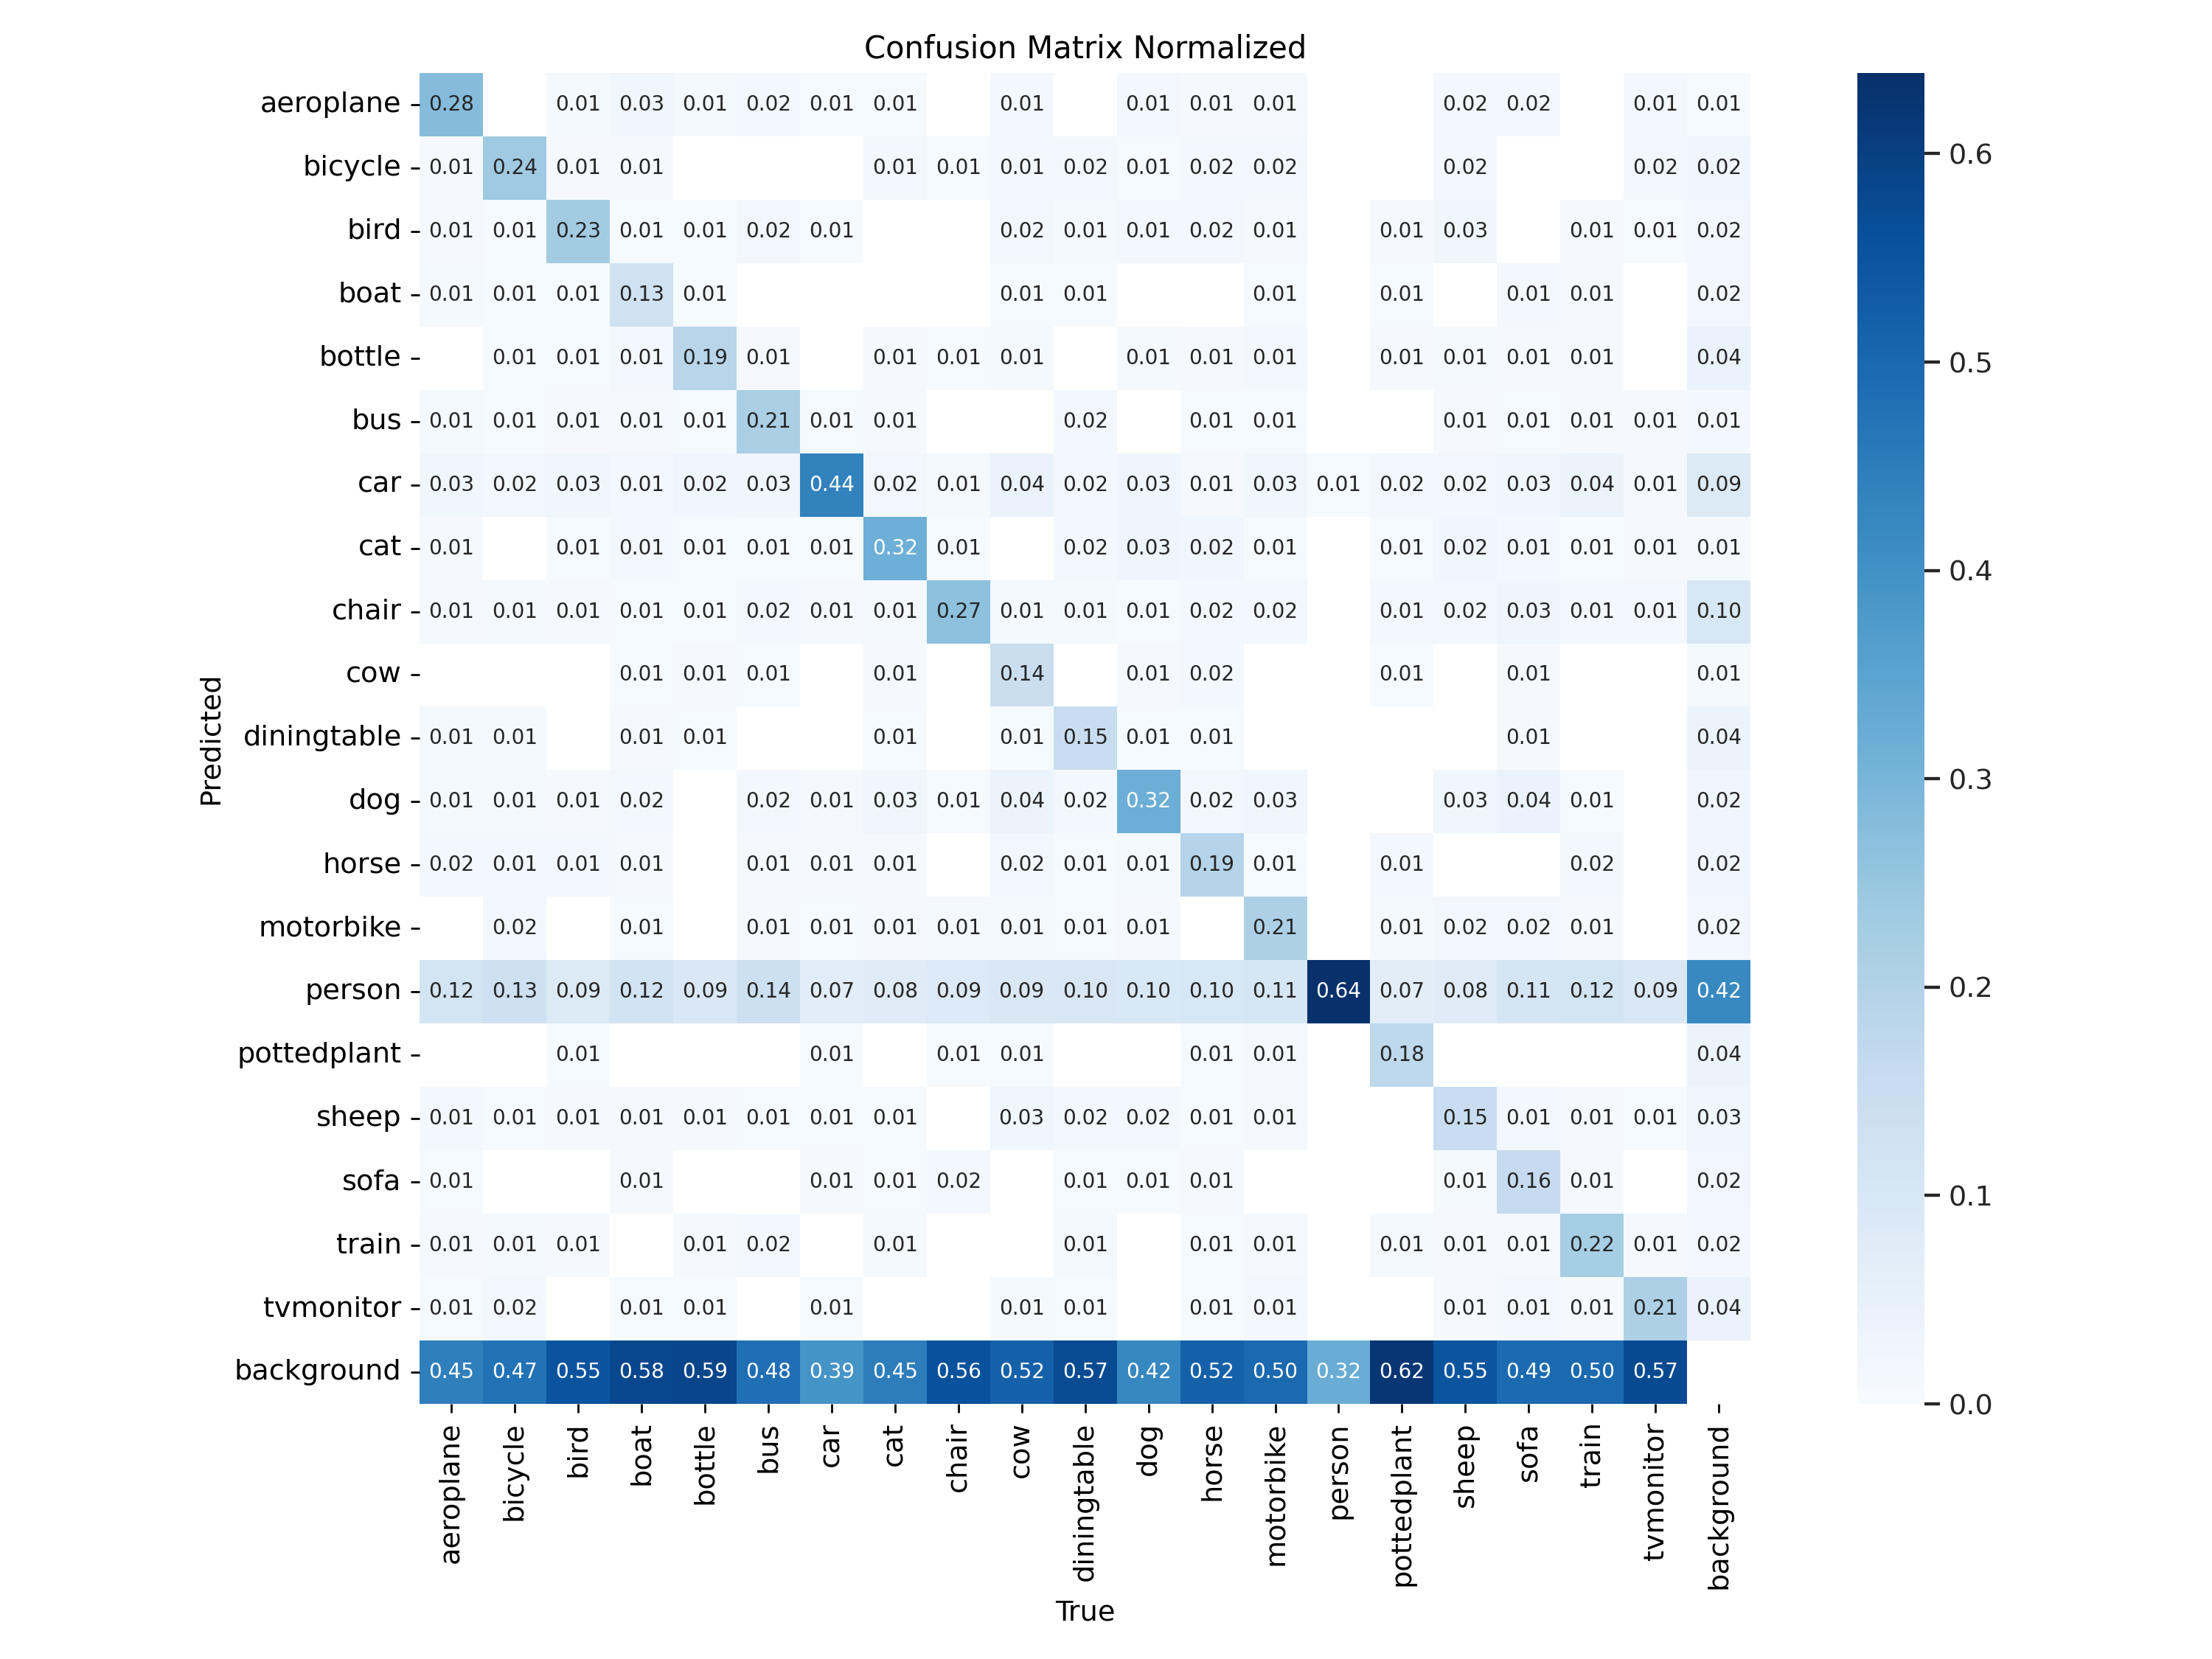 Confusion Matrix Normalized
aeroplane 0.28 0.01 0.03 0.01 0.02 0.01 0.01 0.01 0.01 0.01 0.01 0.02 0.02 0.01 0.01
bicycle 0.01 0.24 0.01 0.01 0.01 0.01 0.01 0.02 0.01 0.02 0.02 0.02 0.02 0.02
bird 0.01 0.01 0.23 0.01 0.01 0.02 0.01 0.02 0.01 0.01 0.02 0.01 0.01 0.03 0.01 0.01 0.02
boat 0.01 0.01 0.01 0.13 0.01 0.01 0.01 0.01 0.01 0.01 0.01 0.02
bottle 0.01 0.01 0.01 0.19 0.01 0.01 0.01 0.01 0.01 0.01 0.01 0.01 0.01 0.01 0.01 0.04
bus 0.01 0.01 0.01 0.01 0.01 0.21 0.01 0.01 0.02 0.01 0.01 0.01 0.01 0.01 0.01 0.01
car 0.03 0.02 0.03 0.01 0.02 0.03 0.44 0.02 0.01 0.04 0.02 0.03 0.01 0.03 0.01 0.02 0.02 0.03 0.04 0.01 0.09
cat 0.01 0.01 0.01 0.01 0.01 0.01 0.32 0.01 0.02 0.03 0.02 0.01 0.01 0.02 0.01 0.01 0.01 0.01
chair 0.01 0.01 0.01 0.01 0.01 0.02 0.01 0.01 0.27 0.01 0.01 0.01 0.02 0.02 0.01 0.02 0.03 0.01 0.01 0.10
cow 0.01 0.01 0.01 0.01 0.14 0.01 0.02 0.01 0.01 0.01
diningtable 0.01 0.01 0.01 0.01 0.01 0.01 0.15 0.01 0.01 0.01 0.04
dog 0.01 0.01 0.01 0.02 0.02 0.01 0.03 0.01 0.04 0.02 0.32 0.02 0.03 0.03 0.04 0.01 0.02
horse 0.02 0.01 0.01 0.01 0.01 0.01 0.01 0.02 0.01 0.01 0.19 0.01 0.01 0.02 0.02
motorbike 0.02 0.01 0.01 0.01 0.01 0.01 0.01 0.01 0.01 0.21 0.01 0.02 0.02 0.01 0.02
person 0.12 0.13 0.09 0.12 0.09 0.14 0.07 0.08 0.09 0.09 0.10 0.10 0.10 0.11 0.64 0.07 0.08 0.11 0.12 0.09 0.42
pottedplant 0.01 0.01 0.01 0.01 0.01 0.01 0.18 0.04
sheep 0.01 0.01 0.01 0.01 0.01 0.01 0.01 0.01 0.03 0.02 0.02 0.01 0.01 0.15 0.01 0.01 0.01 0.03
sofa 0.01 0.01 0.01 0.01 0.02 0.01 0.01 0.01 0.01 0.16 0.01 0.02
train 0.01 0.01 0.01 0.01 0.02 0.01 0.01 0.01 0.01 0.01 0.01 0.01 0.22 0.01 0.02
tvmonitor 0.01 0.02 0.01 0.01 0.01 0.01 0.01 0.01 0.01 0.01 0.01 0.01 0.21 0.04
background 0.45 0.47 0.55 0.58 0.59 0.48 0.39 0.45 0.56 0.52 0.57 0.42 0.52 0.50 0.32 0.62 0.55 0.49 0.50 0.57
aeroplane bicycle bird boat bottle bus car cat chair cow diningtable dog horse motorbike person pottedplant sheep sofa train tvmonitor background
True
Predicted
0.6
0.5
0.4
0.3
0.2
0.1
0.0